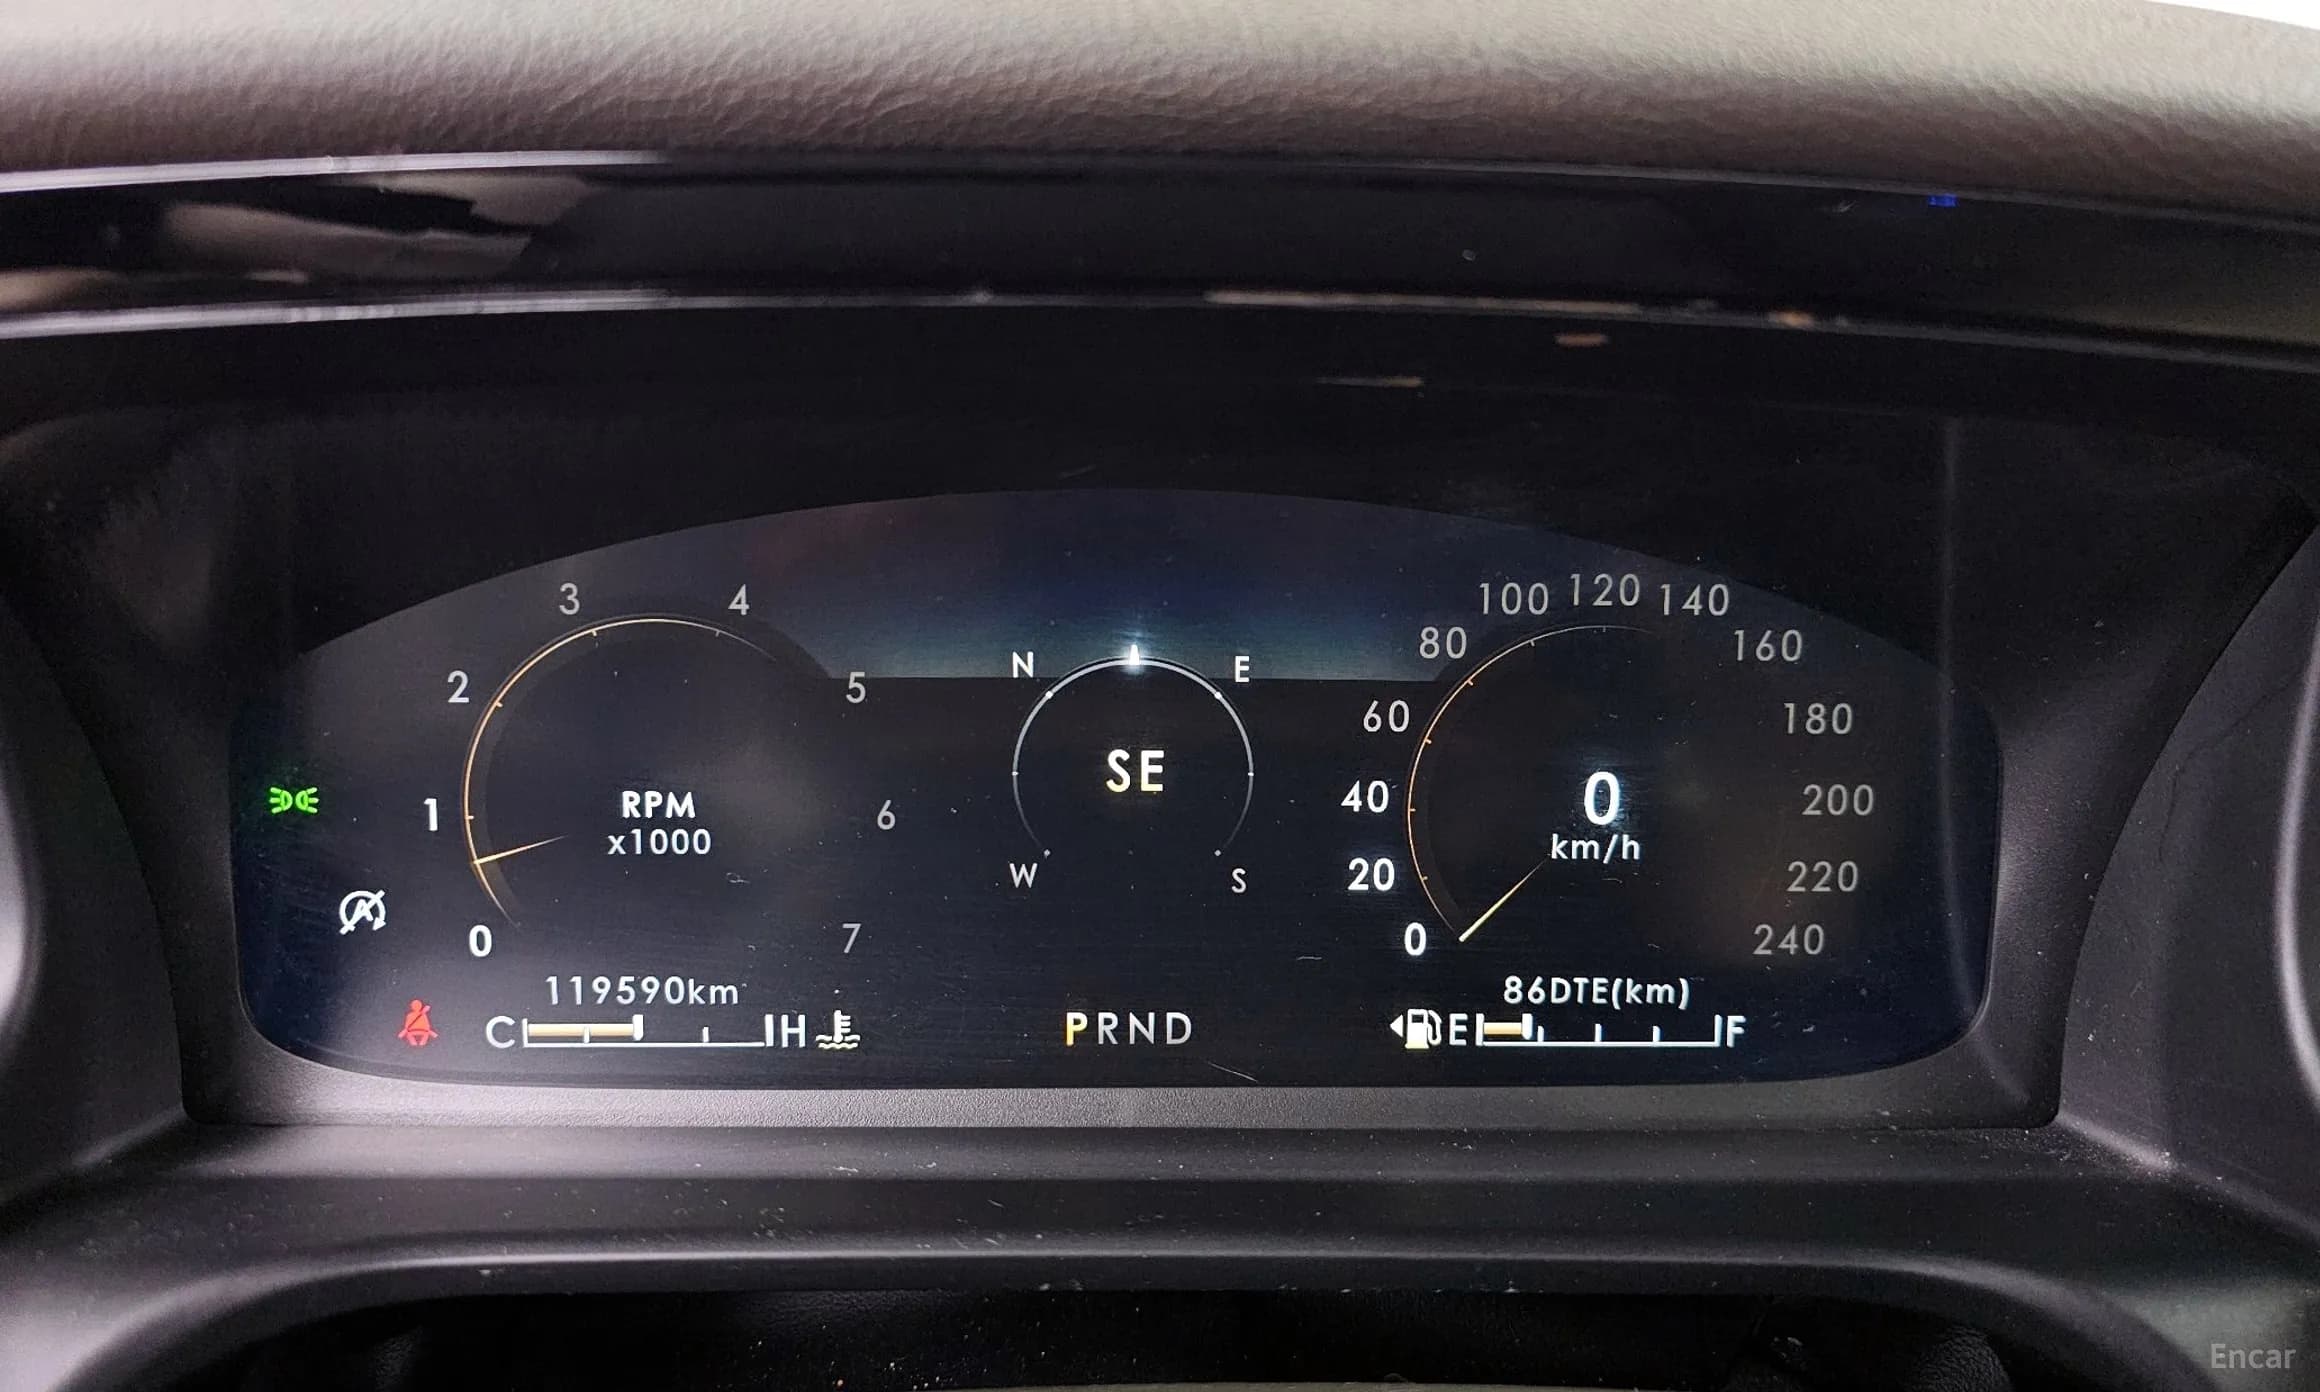 3 4
2 5
1 6
0 7
RPM
x1000
119590km
C H
N E
SE
W S
PRND
100 120 140
80 160
60 180
40 200
20 220
0 240
0
km/h
86DTE(km)
E F
Encar